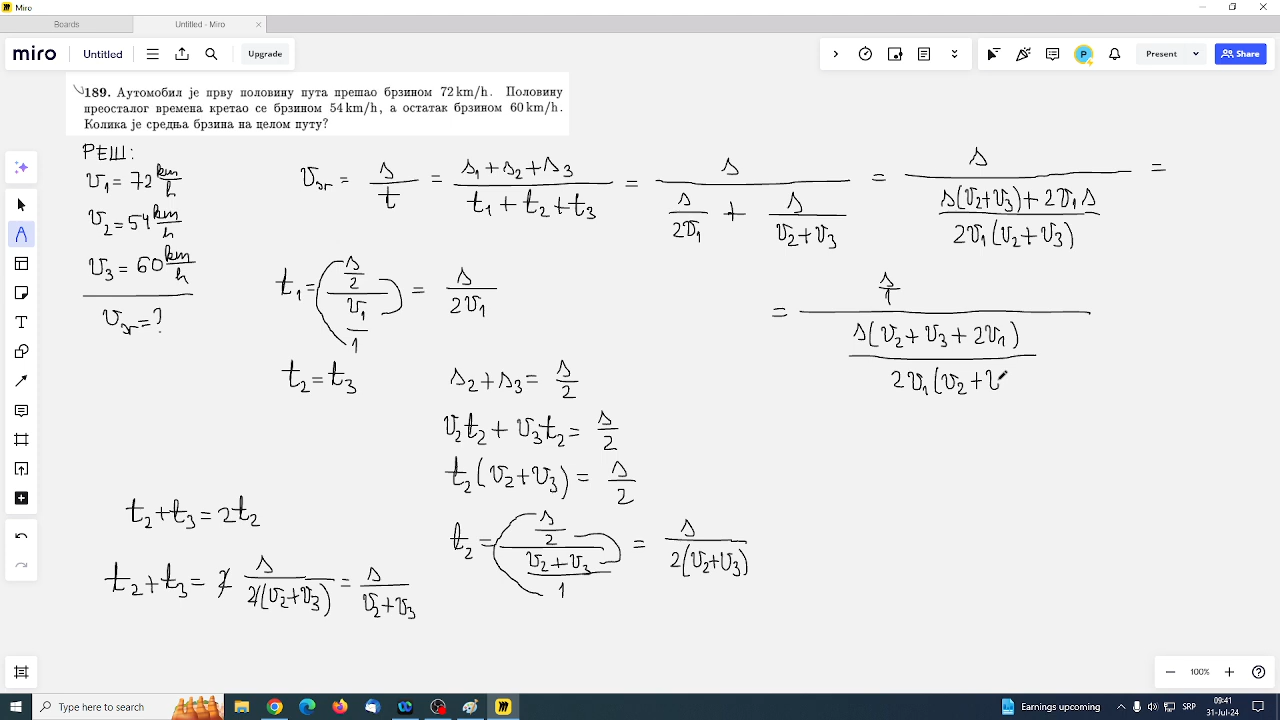 Miro
Boards
Untitled - Miro
miro Untitled Upgrade
Present Share
189. Аутомобил је прву половину пута прешао брзином 72 km/h. Половину
преосталог времена кретао се брзином 54 km/h, а остатак брзином 60 km/h.
Колика је средња брзина на целом путу?
РЕШ:
v₁ = 72 km/h
v₂ = 54 km/h
v₃ = 60 km/h
v_sr = ?
v_sr = s/t = (s₁+s₂+s₃)/(t₁+t₂+t₃) = s/(s/(2v₁) + s/(v₂+v₃)) = s/((s(v₂+v₃)+2v₁s)/(2v₁(v₂+v₃))) =
= (s/1)/((s(v₂+v₃+2v₁))/(2v₁(v₂+v
t₁ = (s/2)/(v₁/1) = s/(2v₁)
t₂ = t₃
s₂+s₃ = s/2
v₂t₂ + v₃t₂ = s/2
t₂(v₂+v₃) = s/2
t₂ = (s/2)/((v₂+v₃)/1) = s/(2(v₂+v₃))
t₂+t₃ = 2t₂
t₂+t₃ = 2 s/(2(v₂+v₃)) = s/(v₂+v₃)
100%
Type here to search
Earnings upcoming
SRP
09:41
31-Jul-24